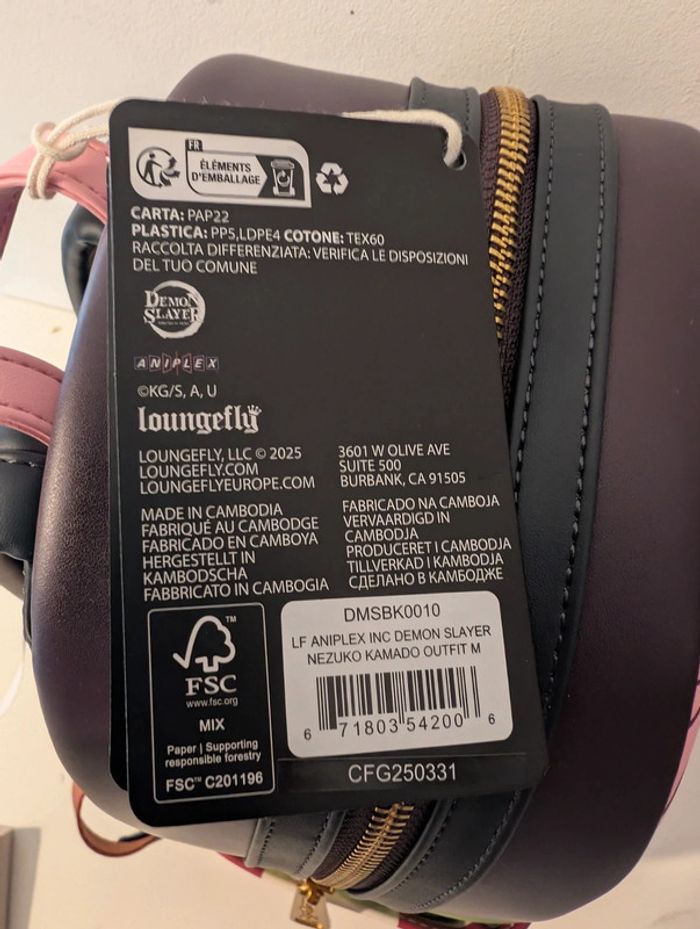 FR
ÉLÉMENTS
D'EMBALLAGE
CARTA: PAP22
PLASTICA: PP5,LDPE4 COTONE: TEX60
RACCOLTA DIFFERENZIATA: VERIFICA LE DISPOSIZIONI
DEL TUO COMUNE
DEMON
SLAYER
ANIPLEX
©KG/S, A, U
loungefly
LOUNGEFLY, LLC © 2025
LOUNGEFLY.COM
LOUNGEFLYEUROPE.COM
3601 W OLIVE AVE
SUITE 500
BURBANK, CA 91505
MADE IN CAMBODIA
FABRIQUÉ AU CAMBODGE
FABRICADO EN CAMBOYA
HERGESTELLT IN
KAMBODSCHA
FABBRICATO IN CAMBOGIA
FABRICADO NA CAMBOJA
VERVAARDIGD IN
CAMBODJA
PRODUCERET I CAMBODJA
TILLVERKAD I KAMBODJA
СДЕЛАНО В КАМБОДЖЕ
FSC
™
www.fsc.org
MIX
Paper | Supporting
responsible forestry
FSC™ C201196
DMSBK0010
LF ANIPLEX INC DEMON SLAYER
NEZUKO KAMADO OUTFIT M
6 71803 54200 6
CFG250331